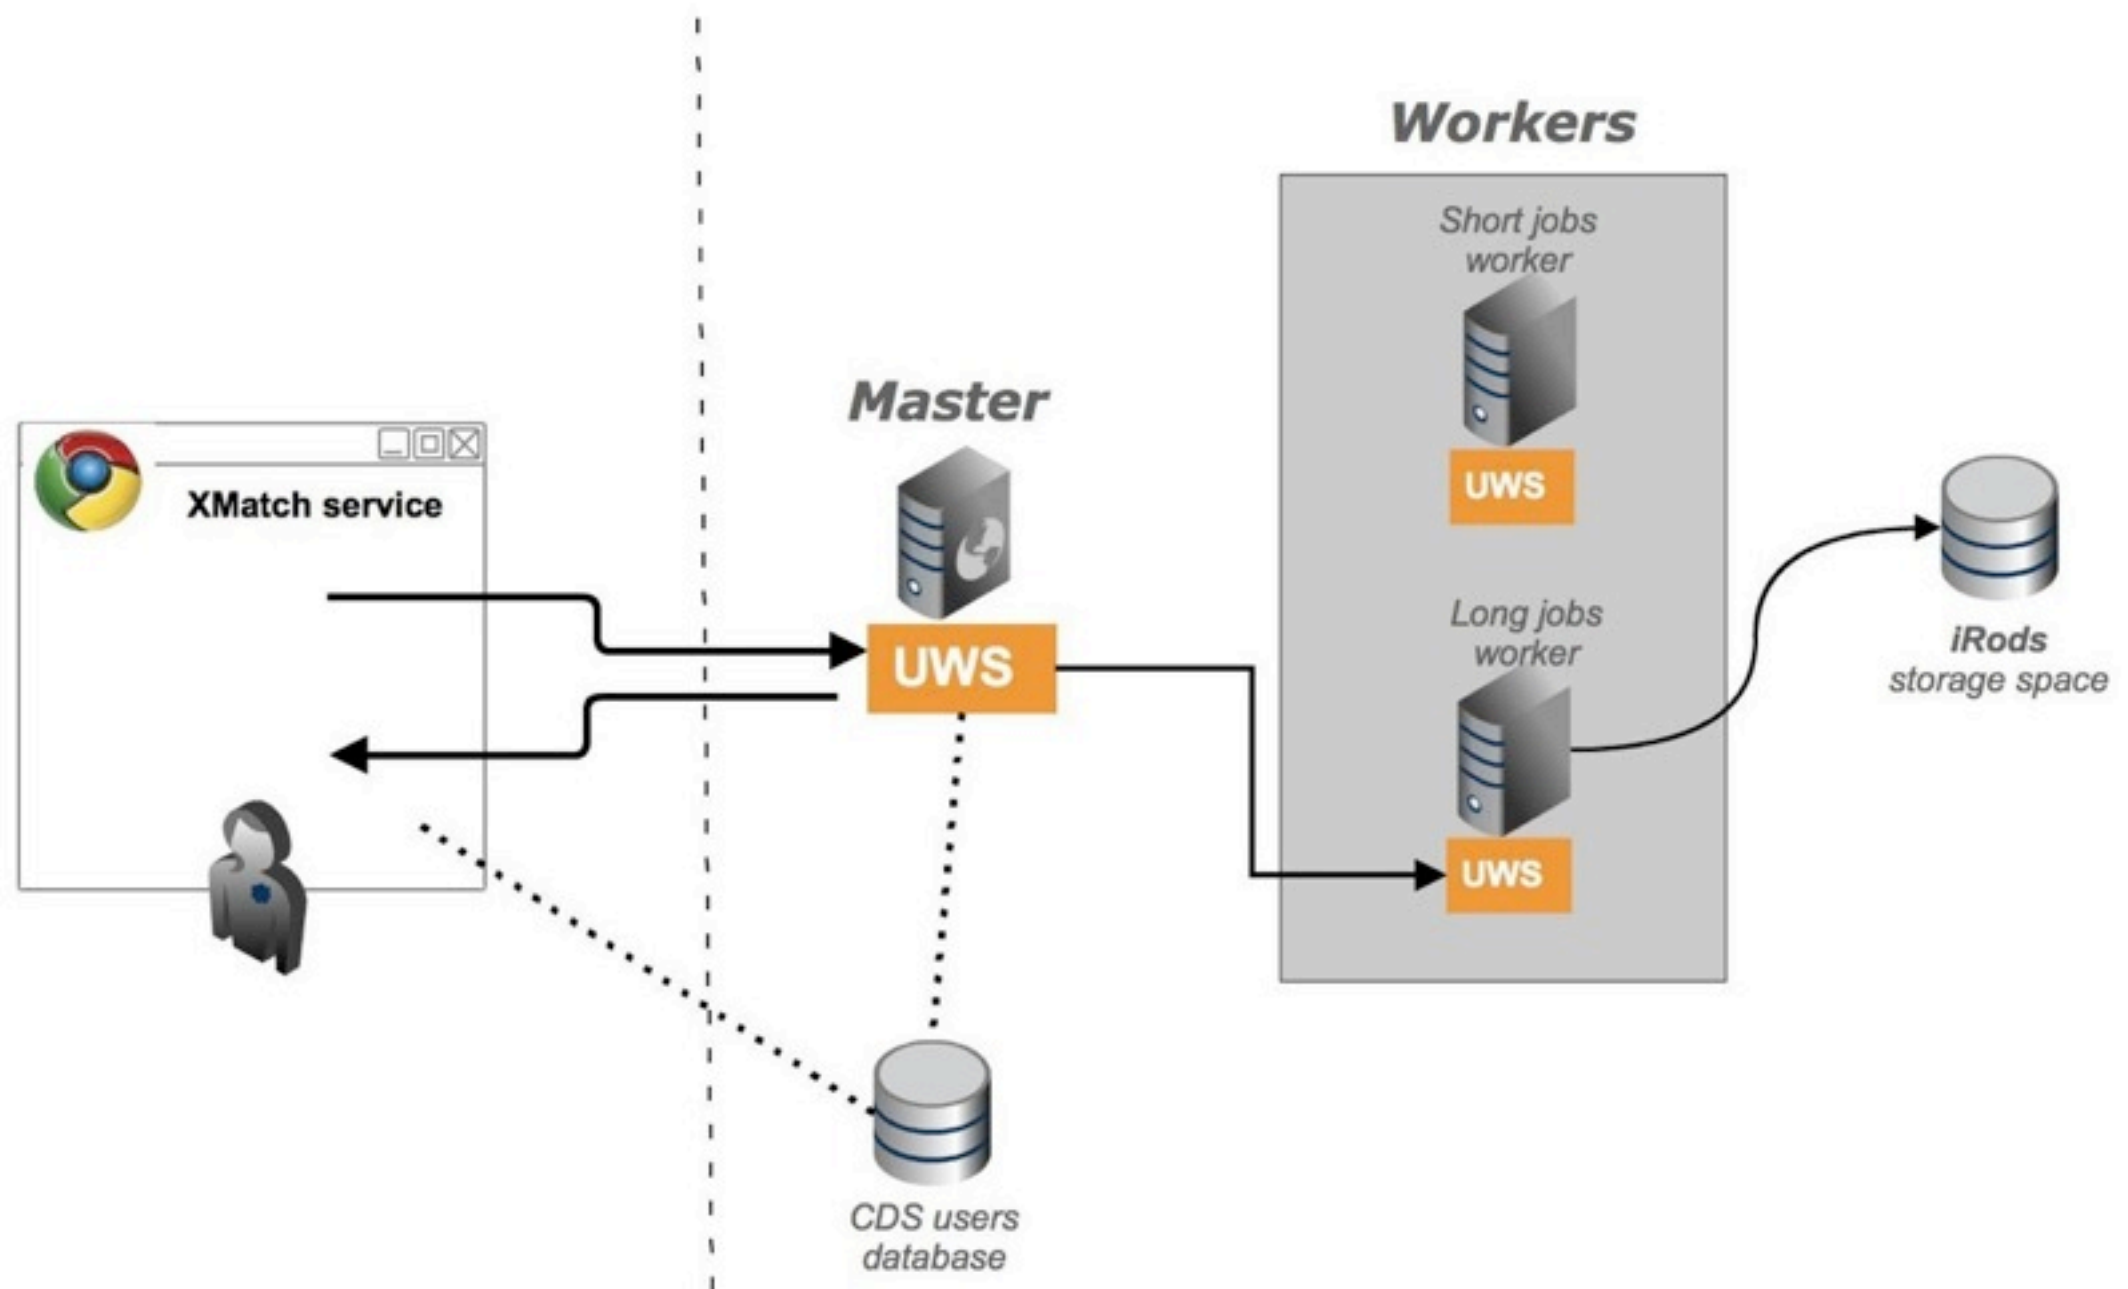 Workers
Short jobs
worker
Master
XMatch service
UWS
UWS
Long jobs
worker
iRods
storage space
UWS
CDS users
database